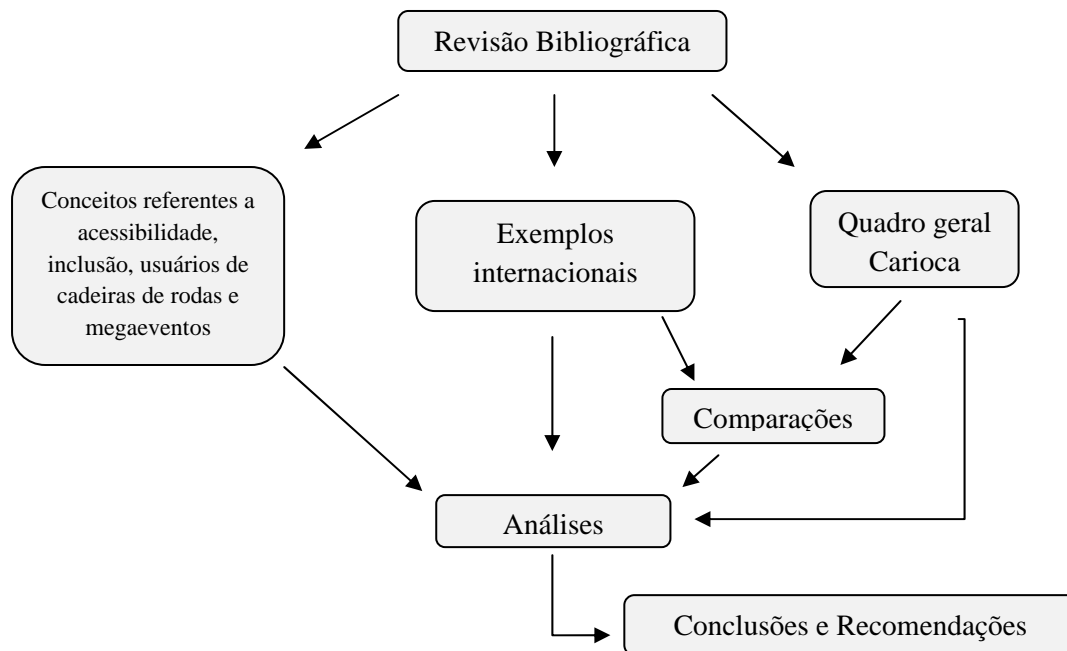 Revisão Bibliográfica
Conceitos referentes a
acessibilidade,
inclusão, usuários de
cadeiras de rodas e
megaeventos
Exemplos
internacionais
Quadro geral
Carioca
Comparações
Análises
Conclusões e Recomendações